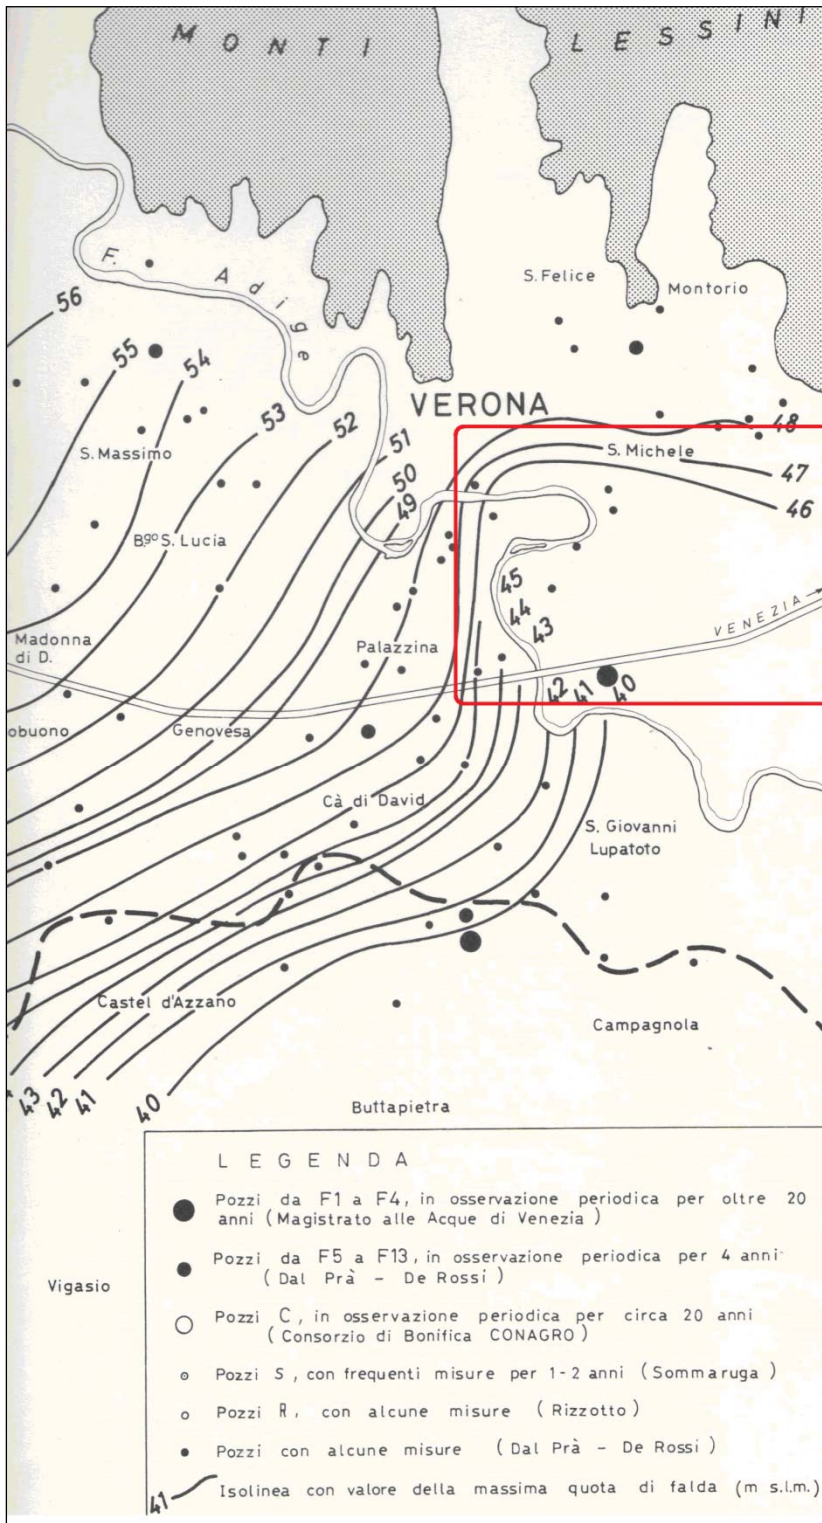 MONTI LESSINI
F. Adige
S. Felice
Montorio
56
55
54
53
52
51
50
49
VERONA
48
S. Michele
47
46
S. Massimo
B.go S. Lucia
45
44
43
VENEZIA
Madonna
di D.
Palazzina
42
41
40
obuono
Genovesa
Cà di David
S. Giovanni
Lupatoto
Castel d'Azzano
Campagnola
43
42
41
40
Buttapietra
Vigasio
LEGENDA
Pozzi da F1 a F4, in osservazione periodica per oltre 20
anni (Magistrato alle Acque di Venezia)
Pozzi da F5 a F13, in osservazione periodica per 4 anni
(Dal Prà - De Rossi)
Pozzi C, in osservazione periodica per circa 20 anni
(Consorzio di Bonifica CONAGRO)
Pozzi S, con frequenti misure per 1-2 anni (Sommaruga)
Pozzi R, con alcune misure (Rizzotto)
Pozzi con alcune misure (Dal Prà - De Rossi)
41 Isolinea con valore della massima quota di falda (m s.l.m.)